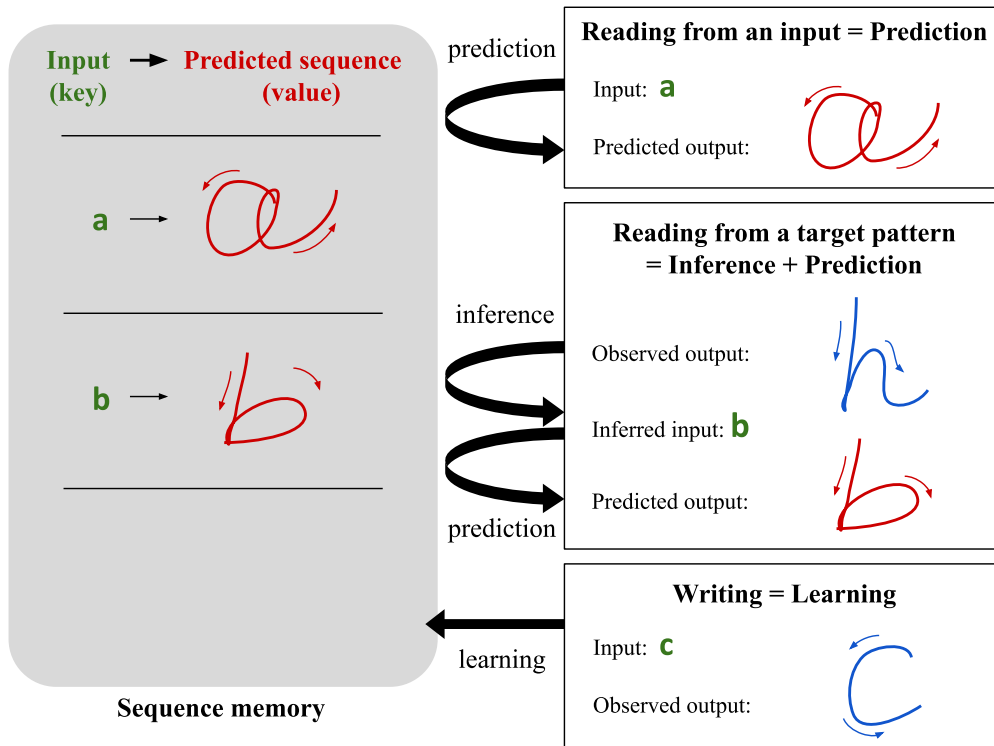 Input → Predicted sequence
(key) (value)
a →
b →
Sequence memory
prediction
inference
prediction
learning
Reading from an input = Prediction
Input: a
Predicted output: a
Reading from a target pattern
= Inference + Prediction
Observed output: h
Inferred input: b
Predicted output: b
Writing = Learning
Input: c
Observed output: c